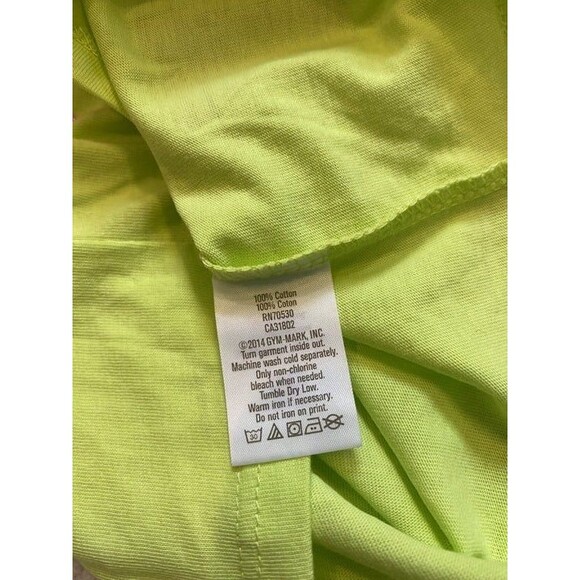 100% Cotton
100% Coton
RN70530
CA31802
©2014 GYM-MARK, INC.
Turn garment inside out.
Machine wash cold separately.
Only non-chlorine
bleach when needed.
Tumble Dry Low.
Warm iron if necessary.
Do not iron on print.
30